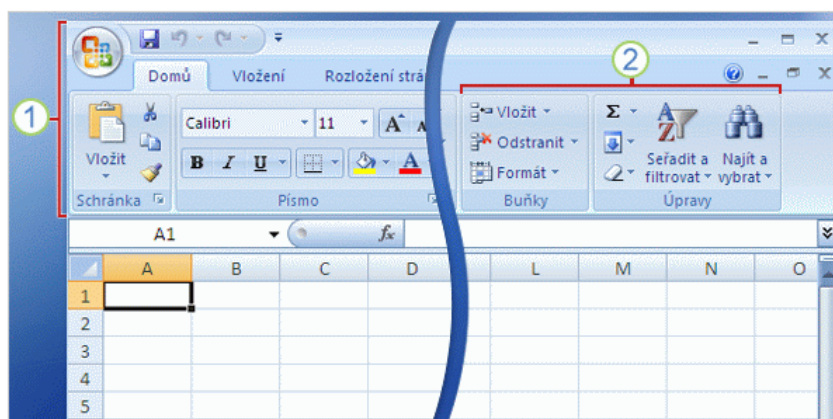 1
2
Domů Vložení Rozložení strá
Vložit
Schránka
Calibri 11 A
B I U A
Písmo
Vložit
Odstranit
Formát
Buňky
Σ
A
Z
Seřadit a
filtrovat
Najít a
vybrat
Úpravy
A1 fx
A B C D L M N O
1
2
3
4
5